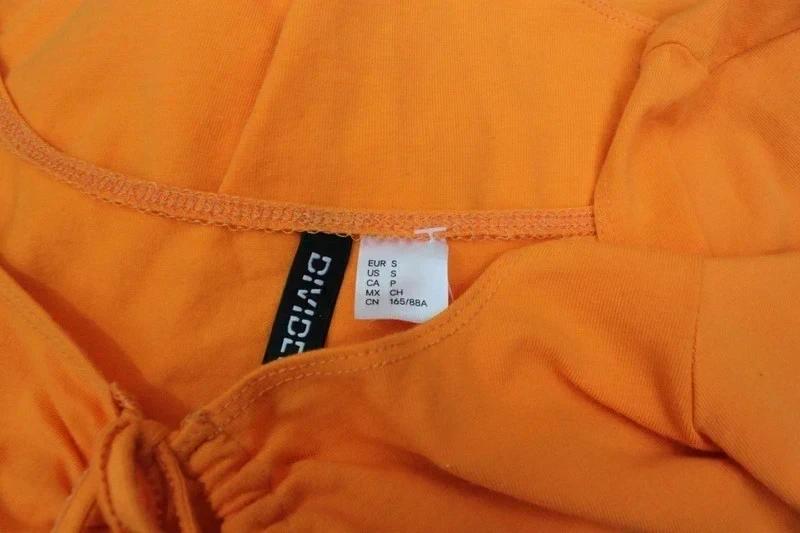 DIVIDE
EUR S
US S
CA P
MX CH
CN 165/88A